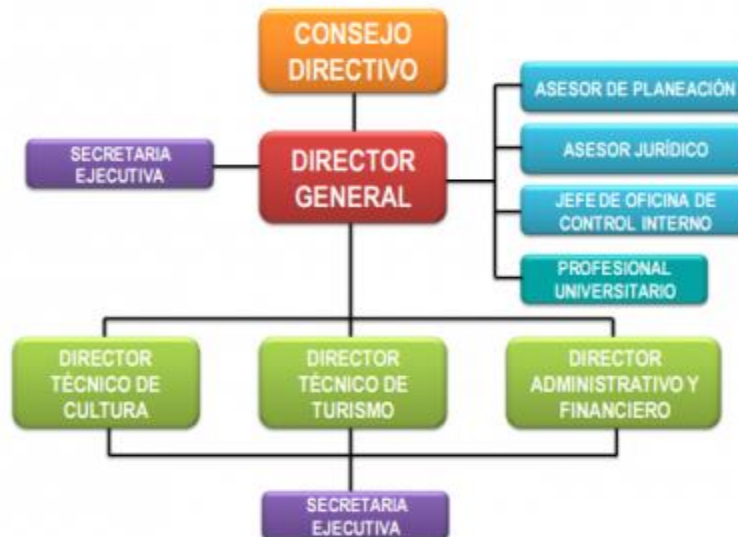 CONSEJO
DIRECTIVO
SECRETARIA
EJECUTIVA
DIRECTOR
GENERAL
ASESOR DE PLANEACIÓN
ASESOR JURÍDICO
JEFE DE OFICINA DE
CONTROL INTERNO
PROFESIONAL
UNIVERSITARIO
DIRECTOR
TÉCNICO DE
CULTURA
DIRECTOR
TÉCNICO DE
TURISMO
DIRECTOR
ADMINISTRATIVO Y
FINANCIERO
SECRETARIA
EJECUTIVA